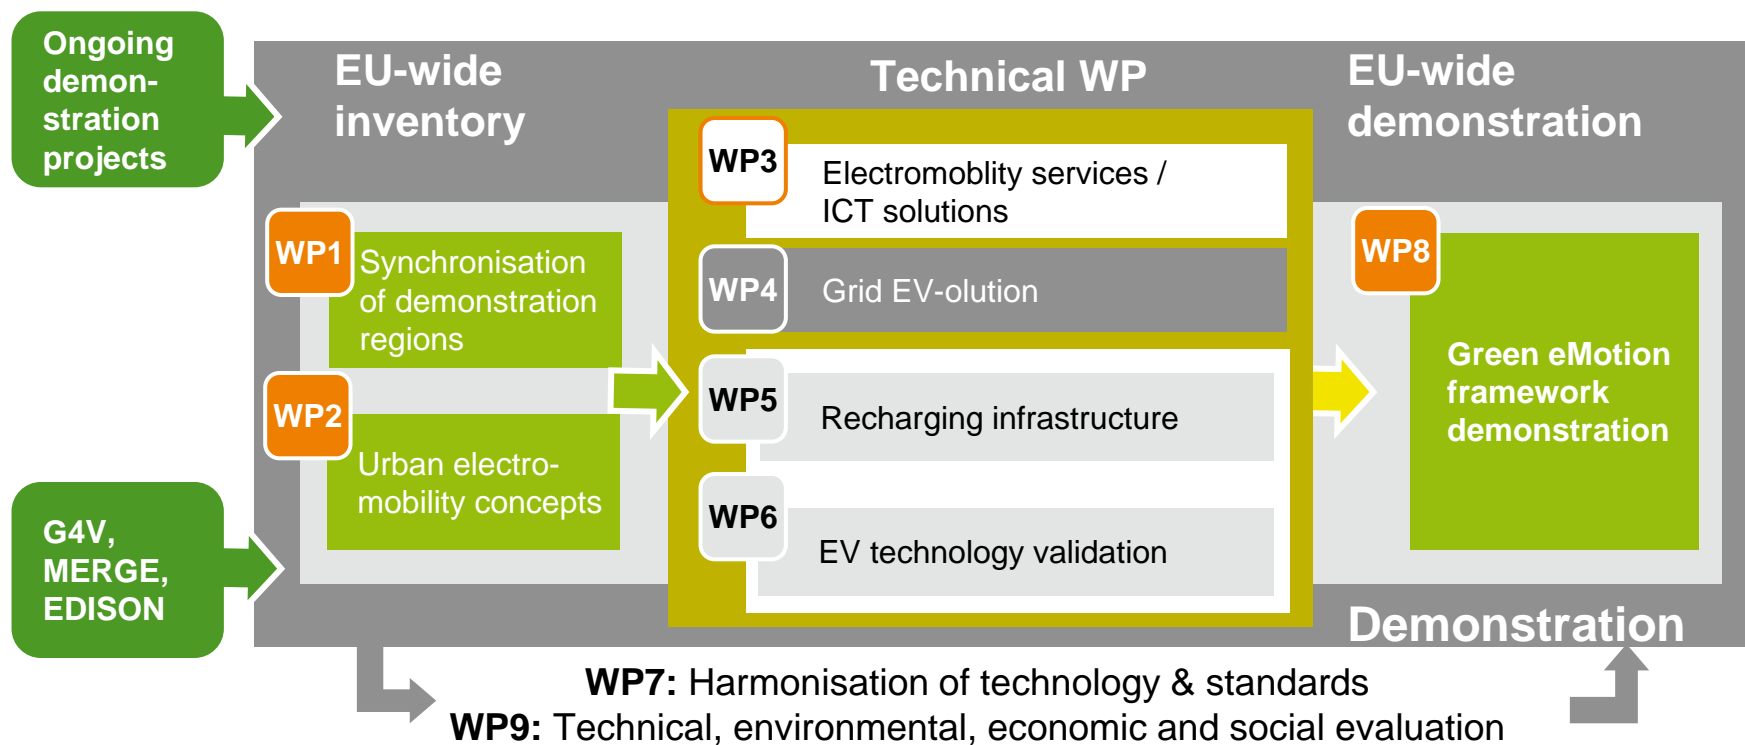 Ongoing
demon-
stration
projects
G4V,
MERGE,
EDISON
EU-wide
inventory
WP1
Synchronisation
of demonstration
regions
WP2
Urban electro-
mobility concepts
Technical WP
WP3
Electromoblity services /
ICT solutions
WP4
Grid EV-olution
WP5
Recharging infrastructure
WP6
EV technology validation
EU-wide
demonstration
WP8
Green eMotion
framework
demonstration
Demonstration
WP7: Harmonisation of technology & standards
WP9: Technical, environmental, economic and social evaluation